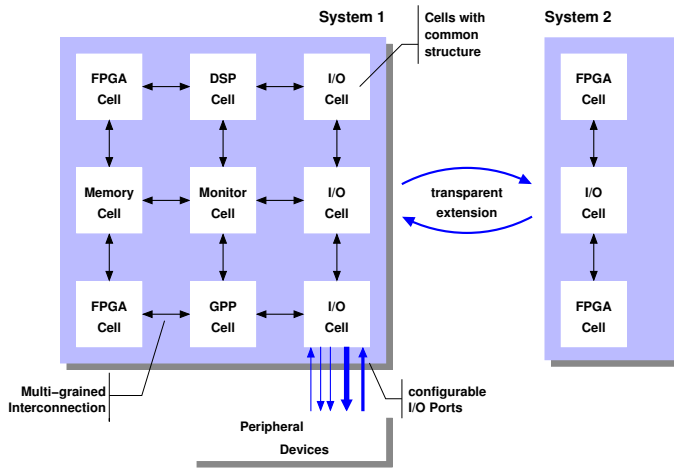 System 1
Cells with
common
structure
System 2
FPGA
Cell
DSP
Cell
I/O
Cell
FPGA
Cell
Memory
Cell
Monitor
Cell
I/O
Cell
transparent
extension
I/O
Cell
FPGA
Cell
GPP
Cell
I/O
Cell
FPGA
Cell
Multi−grained
Interconnection
configurable
I/O Ports
Peripheral
Devices